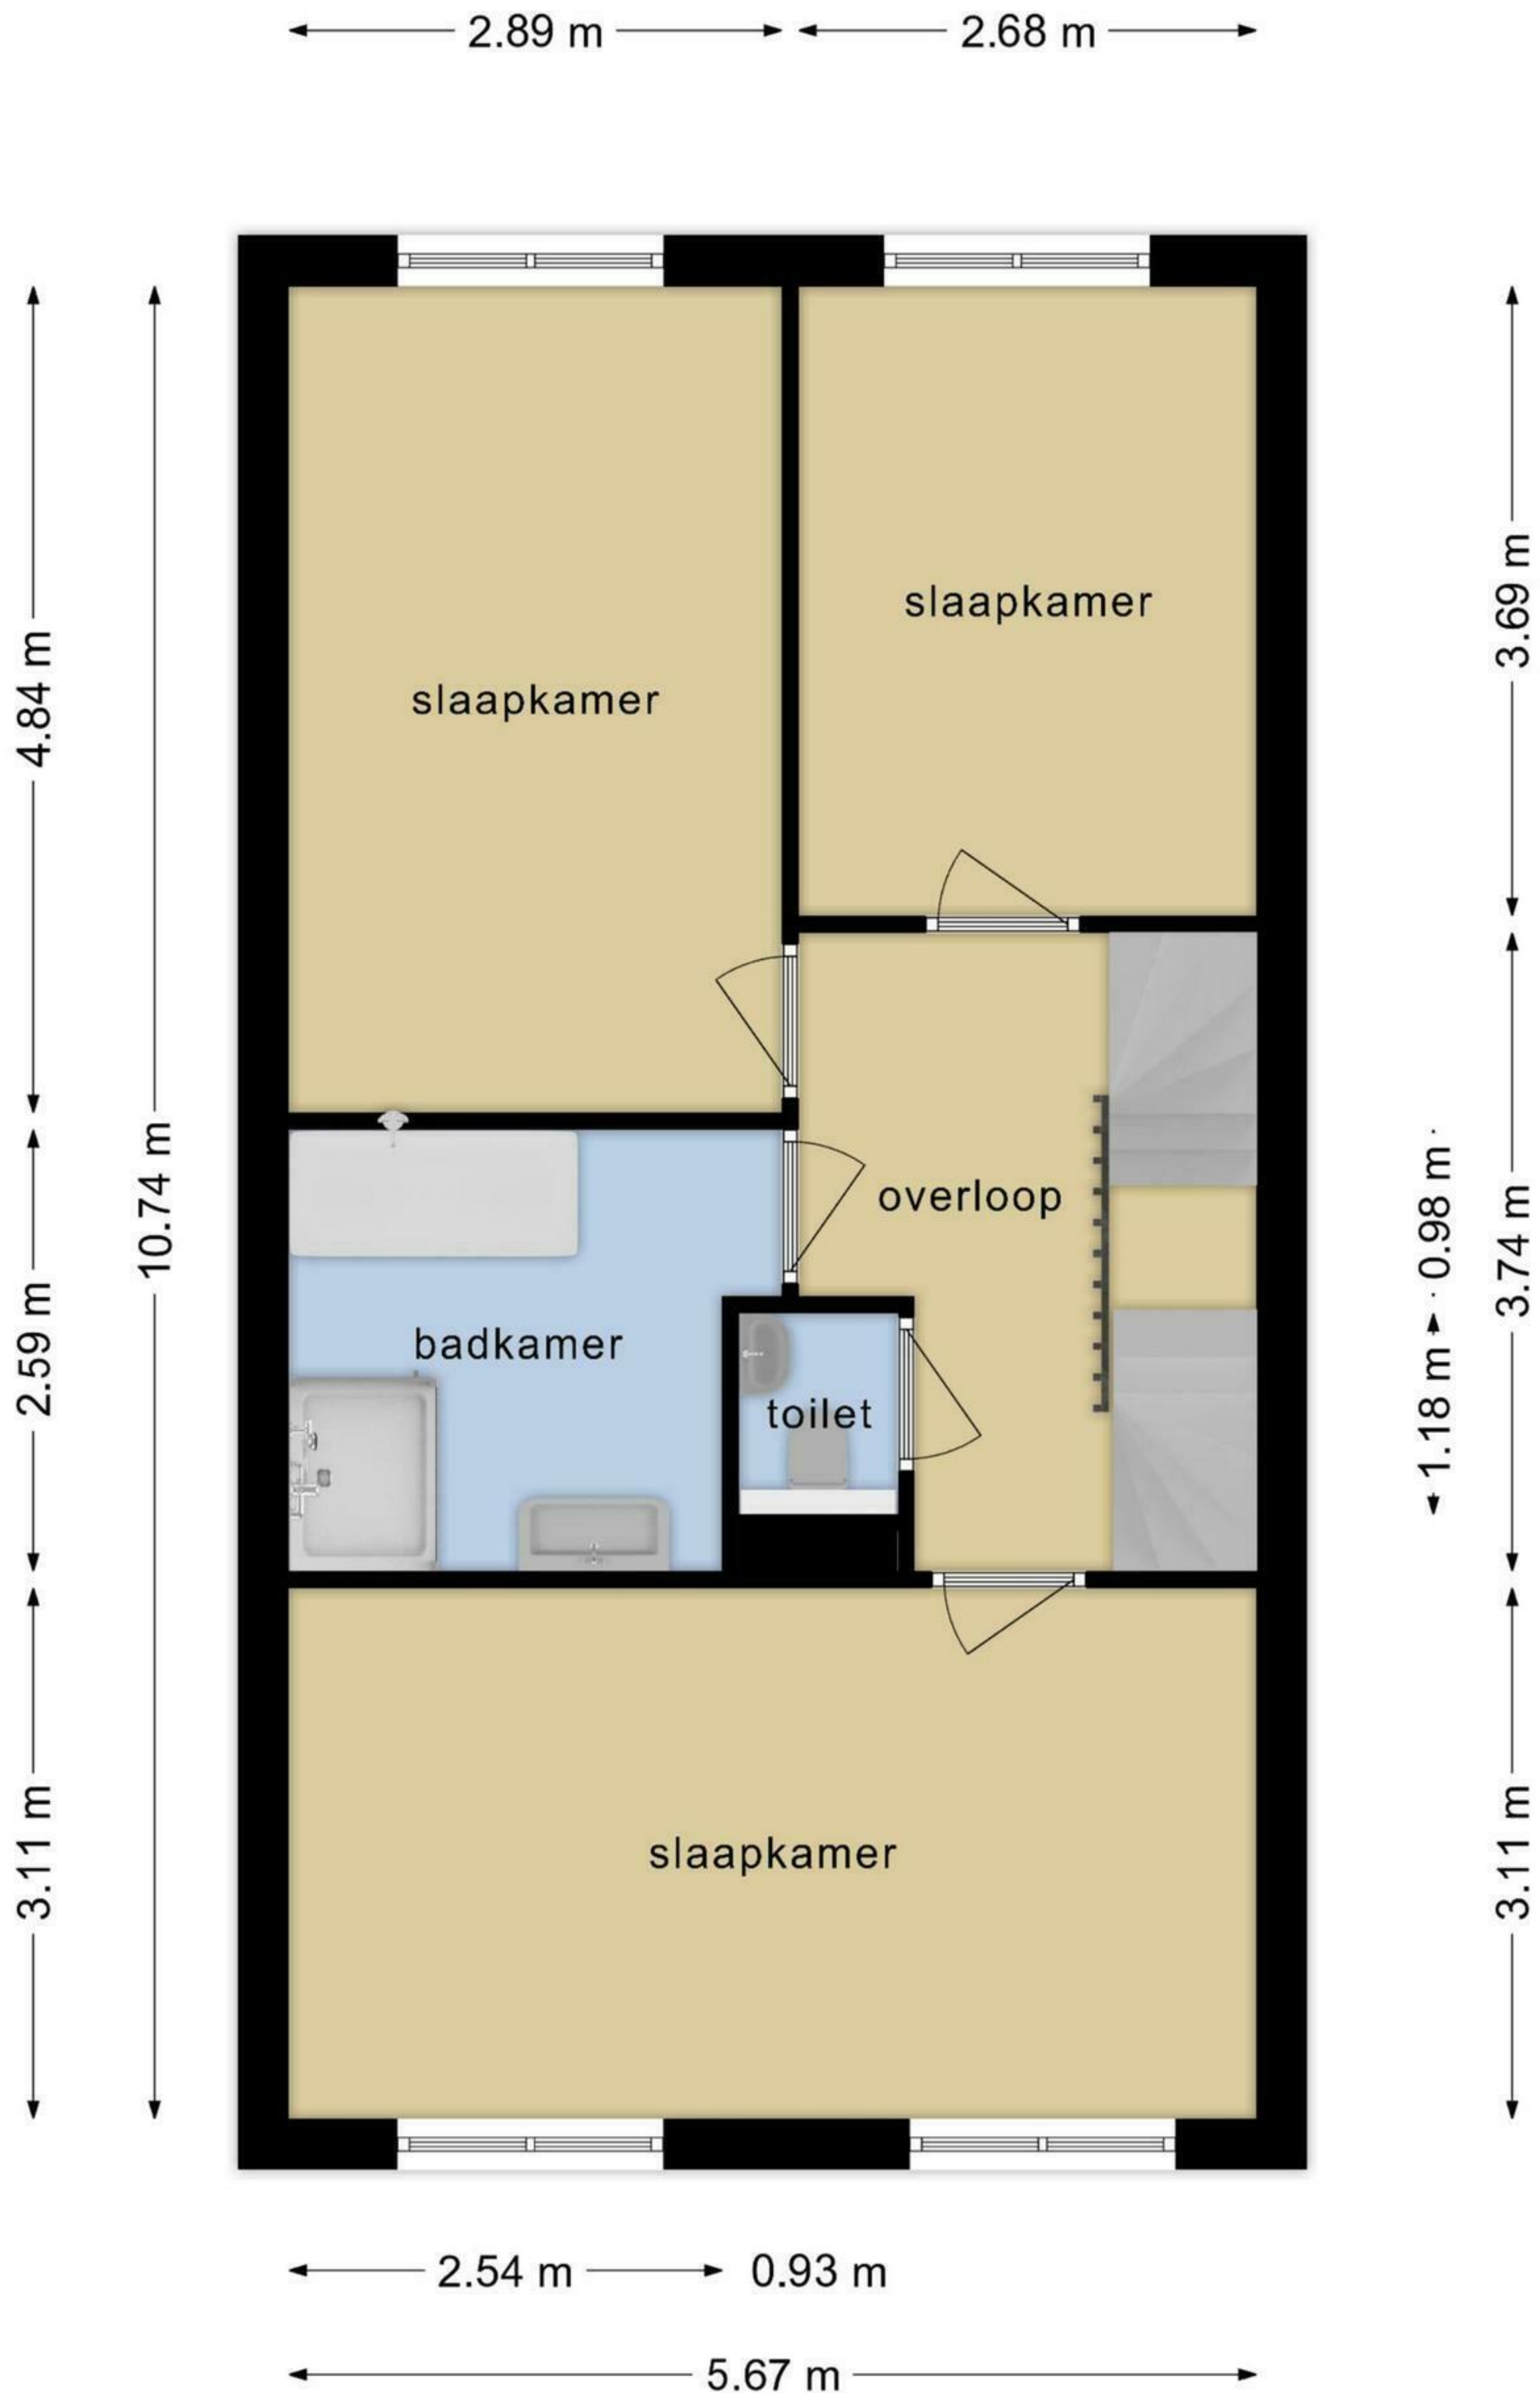 2.89 m
2.68 m
slaapkamer
slaapkamer
3.69 m
4.84 m
10.74 m
overloop
0.98 m
3.74 m
2.59 m
badkamer
toilet
1.18 m
3.11 m
slaapkamer
3.11 m
2.54 m
0.93 m
5.67 m